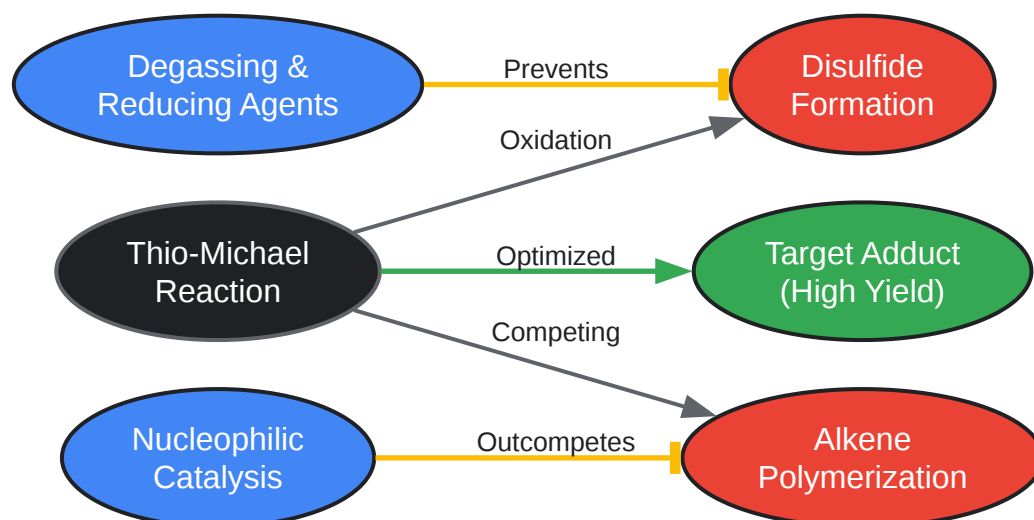 Degassing &
Reducing Agents
Prevents
Disulfide
Formation
Oxidation
Thio-Michael
Reaction
Optimized
Target Adduct
(High Yield)
Competing
Nucleophilic
Catalysis
Outcompetes
Alkene
Polymerization